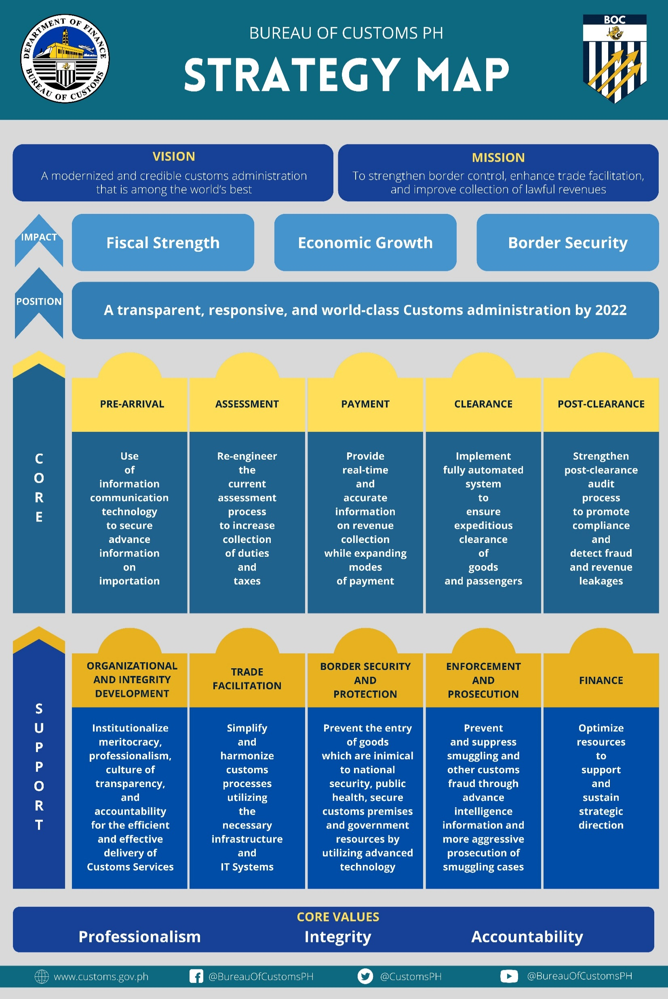 DEPARTMENT OF FINANCE
BUREAU OF CUSTOMS
BUREAU OF CUSTOMS PH
STRATEGY MAP
BOC
VISION
A modernized and credible customs administration
that is among the world's best
MISSION
To strengthen border control, enhance trade facilitation,
and improve collection of lawful revenues
IMPACT
Fiscal Strength
Economic Growth
Border Security
POSITION
A transparent, responsive, and world-class Customs administration by 2022
CORE
PRE-ARRIVAL
Use
of
information
communication
technology
to secure
advance
information
on
importation
ASSESSMENT
Re-engineer
the
current
assessment
process
to increase
collection
of duties
and
taxes
PAYMENT
Provide
real-time
and
accurate
information
on revenue
collection
while expanding
modes
of payment
CLEARANCE
Implement
fully automated
system
to
ensure
expeditious
clearance
of
goods
and passengers
POST-CLEARANCE
Strengthen
post-clearance
audit
process
to promote
compliance
and
detect fraud
and revenue
leakages
SUPPORT
ORGANIZATIONAL
AND INTEGRITY
DEVELOPMENT
Institutionalize
meritocracy,
professionalism,
culture of
transparency,
and
accountability
for the efficient
and effective
delivery of
Customs Services
TRADE
FACILITATION
Simplify
and
harmonize
customs
processes
utilizing
the
necessary
infrastructure
and
IT Systems
BORDER SECURITY
AND
PROTECTION
Prevent the entry
of goods
which are inimical
to national
security, public
health, secure
customs premises
and government
resources by
utilizing advanced
technology
ENFORCEMENT
AND
PROSECUTION
Prevent
and suppress
smuggling and
other customs
fraud through
advance
intelligence
information and
more aggressive
prosecution of
smuggling cases
FINANCE
Optimize
resources
to
support
and
sustain
strategic
direction
CORE VALUES
Professionalism
Integrity
Accountability
www.customs.gov.ph
@BureauOfCustomsPH
@CustomsPH
@BureauOfCustomsPH